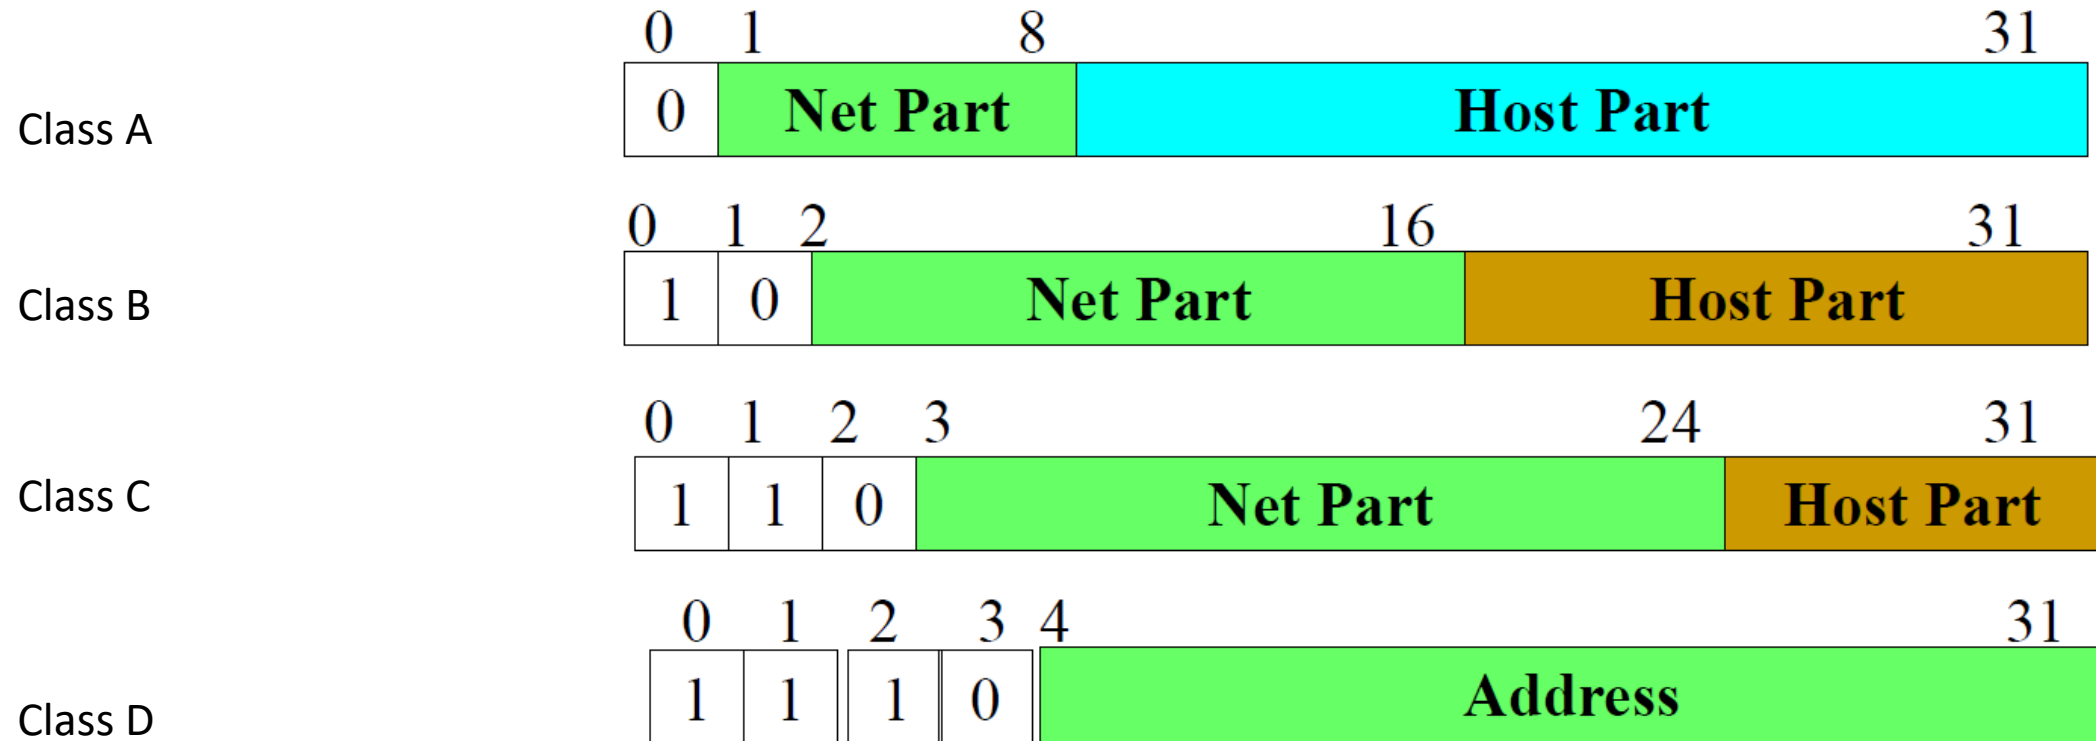 0 1 8 31
Class A 0 Net Part Host Part
0 1 2 16 31
Class B 1 0 Net Part Host Part
0 1 2 3 24 31
Class C 1 1 0 Net Part Host Part
0 1 2 3 4 31
Class D 1 1 1 0 Address